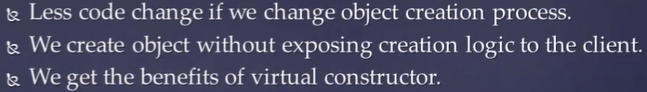 Less code change if we change object creation process.
We create object without exposing creation logic to the client.
We get the benefits of virtual constructor.